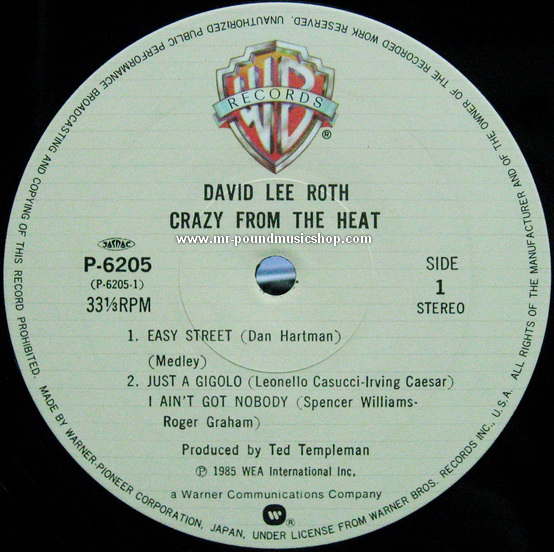 UNAUTHORIZED PUBLIC PERFORMANCE BROADCASTING AND COPYING OF THIS RECORD PROHIBITED. MADE BY WARNER-PIONEER CORPORATION, JAPAN, UNDER LICENSE FROM WARNER BROS. RECORDS INC., U.S.A. ALL RIGHTS OF THE MANUFACTURER AND OF THE OWNER OF THE RECORDED WORK RESERVED.
WB
RECORDS
®
DAVID LEE ROTH
CRAZY FROM THE HEAT
www.mr-poundmusicshop.com
JASRAC
P-6205
(P-6205-1)
33⅓RPM
SIDE
1
STEREO
1. EASY STREET (Dan Hartman)
(Medley)
2. JUST A GIGOLO (Leonello Casucci-Irving Caesar)
I AIN'T GOT NOBODY (Spencer Williams-
Roger Graham)
Produced by Ted Templeman
℗ 1985 WEA International Inc.
a Warner Communications Company
®